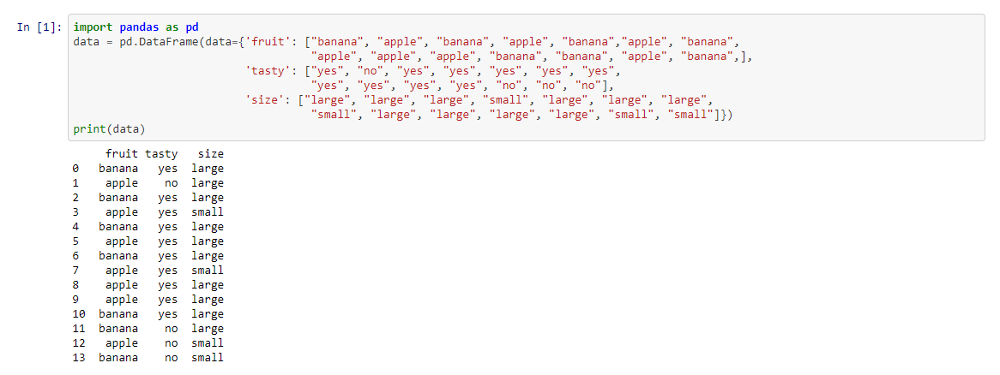 In [1]: import pandas as pd
data = pd.DataFrame(data={'fruit': ["banana", "apple", "banana", "apple", "banana","apple", "banana",
"apple", "apple", "apple", "banana", "banana", "apple", "banana",],
'tasty': ["yes", "no", "yes", "yes", "yes", "yes", "yes",
"yes", "yes", "yes", "yes", "no", "no", "no"],
'size': ["large", "large", "large", "small", "large", "large", "large",
"small", "large", "large", "large", "large", "small", "small"]})
print(data)
fruit tasty size
0 banana yes large
1 apple no large
2 banana yes large
3 apple yes small
4 banana yes large
5 apple yes large
6 banana yes large
7 apple yes small
8 apple yes large
9 apple yes large
10 banana yes large
11 banana no large
12 apple no small
13 banana no small